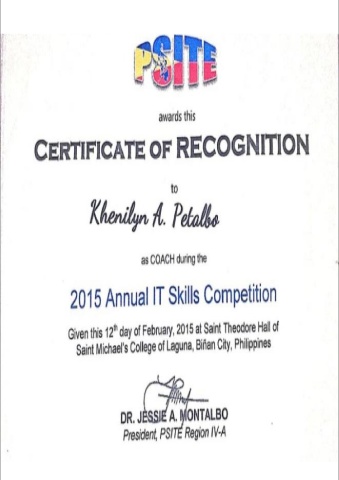 PSITE
awards this
CERTIFICATE OF RECOGNITION
to
Khenilyn A. Petalbo
as COACH during the
2015 Annual IT Skills Competition
Given this 12th day of February, 2015 at Saint Theodore Hall of
Saint Michael's College of Laguna, Biñan City, Philippines
DR. JESSIE A. MONTALBO
President, PSITE Region IV-A